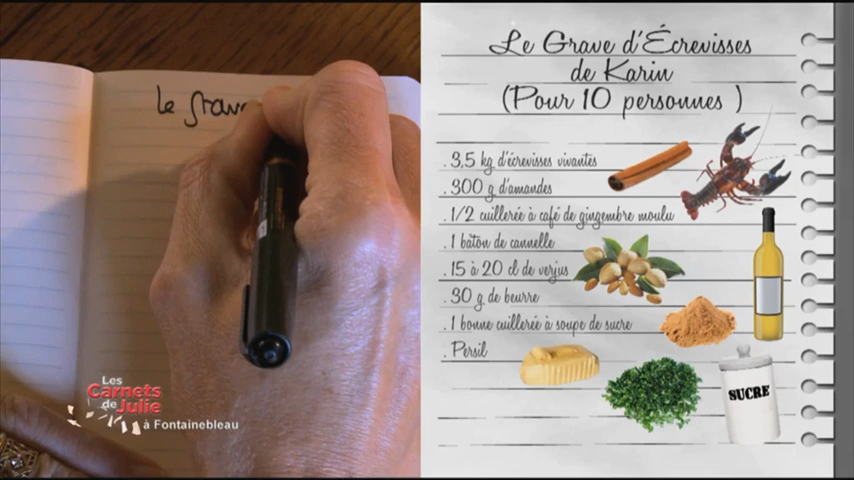 le grave
Le Grave d'Écrevisses
de Karin
(Pour 10 personnes )
. 3,5 kg d'écrevisses vivantes
. 300 g d'amandes
. 1/2 cuillerée à café de gingembre moulu
. 1 bâton de cannelle
. 15 à 20 cl de verjus
. 30 g de beurre
. 1 bonne cuillerée à soupe de sucre
. Persil
SUCRE
Les
Carnets
de
Julie
à Fontainebleau